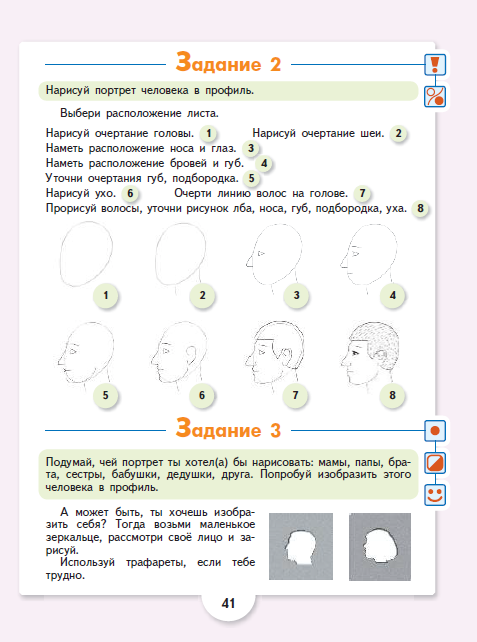 Задание 2
Нарисуй портрет человека в профиль.
Выбери расположение листа.
Нарисуй очертание головы. 1 Нарисуй очертание шеи. 2
Наметь расположение носа и глаз. 3
Наметь расположение бровей и губ. 4
Уточни очертания губ, подбородка. 5
Нарисуй ухо. 6 Очерти линию волос на голове. 7
Прорисуй волосы, уточни рисунок лба, носа, губ, подбородка, уха. 8
1 2 3 4
5 6 7 8
Задание 3
Подумай, чей портрет ты хотел(а) бы нарисовать: мамы, папы, бра-
та, сестры, бабушки, дедушки, друга. Попробуй изобразить этого
человека в профиль.
А может быть, ты хочешь изобра-
зить себя? Тогда возьми маленькое
зеркальце, рассмотри своё лицо и за-
рисуй.
Используй трафареты, если тебе
трудно.
41